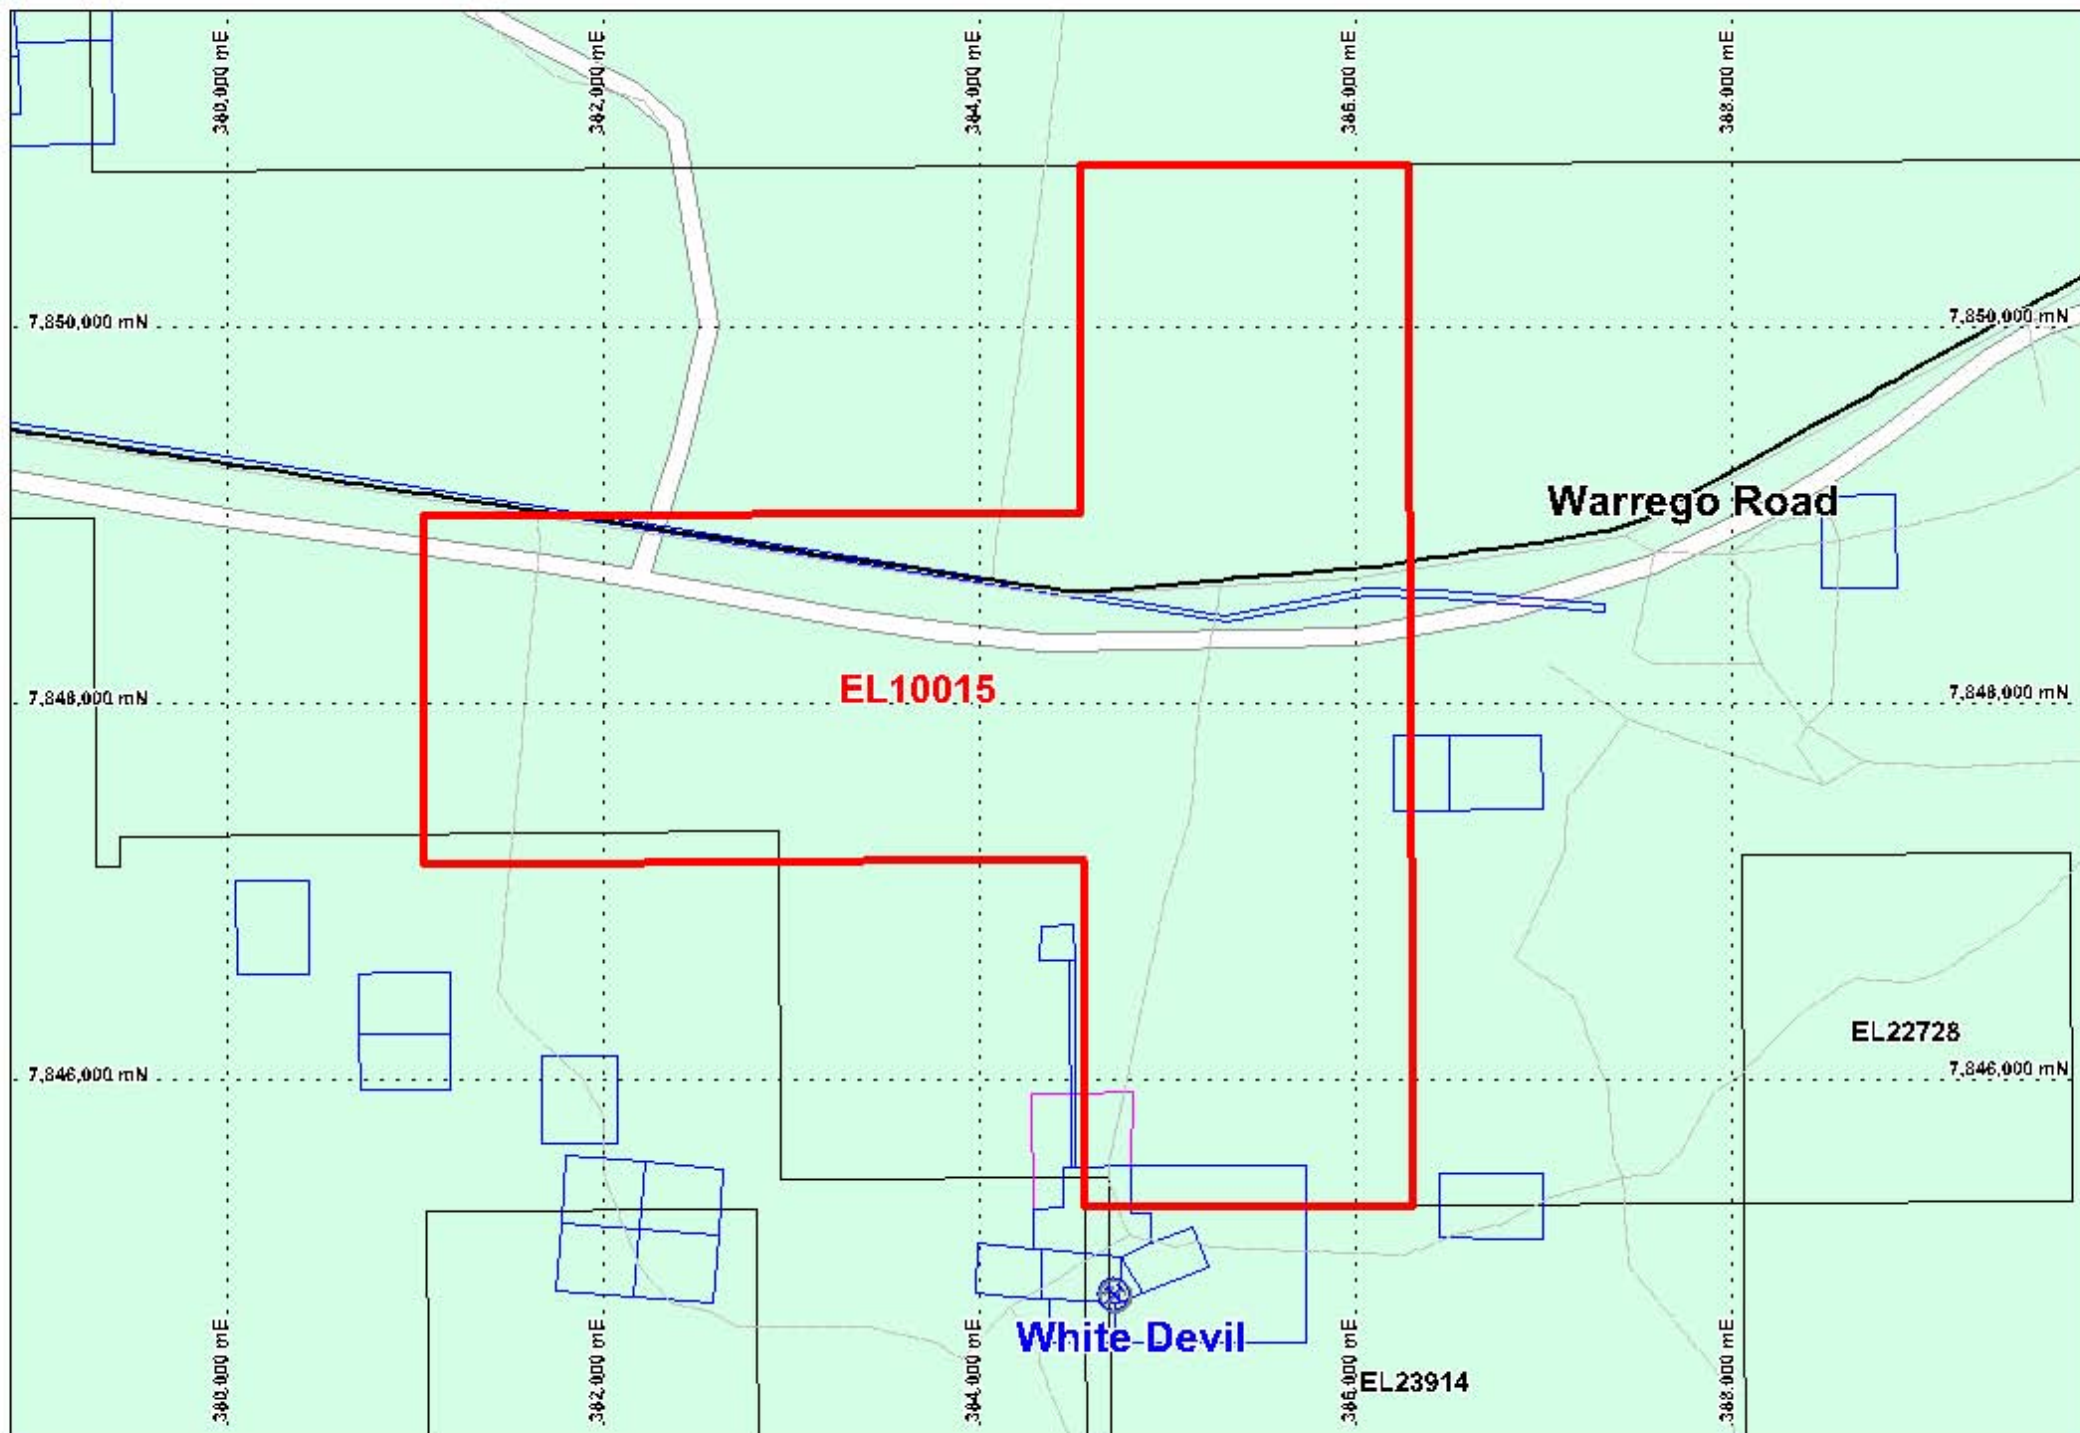 380,000 mE
382,000 mE
384,000 mE
386,000 mE
388,000 mE
7,850,000 mN
7,850,000 mN
Warrego Road
EL10015
7,848,000 mN
7,848,000 mN
EL22728
7,846,000 mN
7,846,000 mN
White Devil
EL23914
380,000 mE
382,000 mE
384,000 mE
386,000 mE
388,000 mE